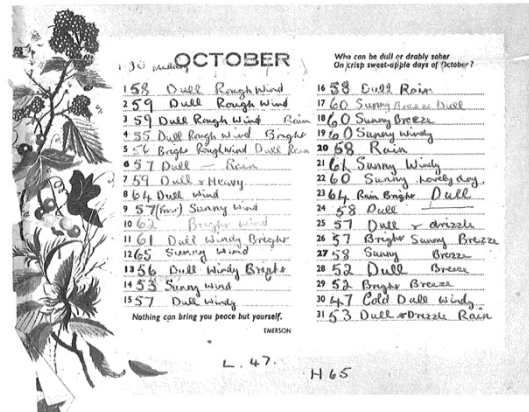 OCTOBER
1 58 Dull Rough Wind
2 59 Dull Rough Wind
3 59 Dull Rough Wind Rain
4 55 Dull Rough Wind Bright
5 56 Bright Rough Wind Dull Rain
6 57 Dull — Rain
7 59 Dull & Heavy
8 64 Dull Wind
9 57 Sunny Wind
10 62 Bright Wind
11 61 Dull Windy Bright
12 65 Sunny Wind
13 56 Dull Windy Bright
14 53 Sunny Wind
15 57 Dull Windy
Nothing can bring you peace but yourself.
EMERSON
Who can be dull or drably sober
On crisp sweet-apple days of October?
16 58 Dull Rain
17 60 Sunny Breeze Dull
18 60 Sunny Breeze
19 60 Sunny Windy
20 58 Rain
21 61 Sunny Windy
22 60 Sunny Lovely day
23 64 Rain Bright Dull
24 58 Dull
25 57 Dull & drizzle
26 57 Bright Sunny Breeze
27 58 Sunny Breeze
28 52 Dull Breeze
29 52 Bright Breeze
30 47 Cold Dull Windy
31 53 Dull & Drizzle Rain
L. 47.
H 65